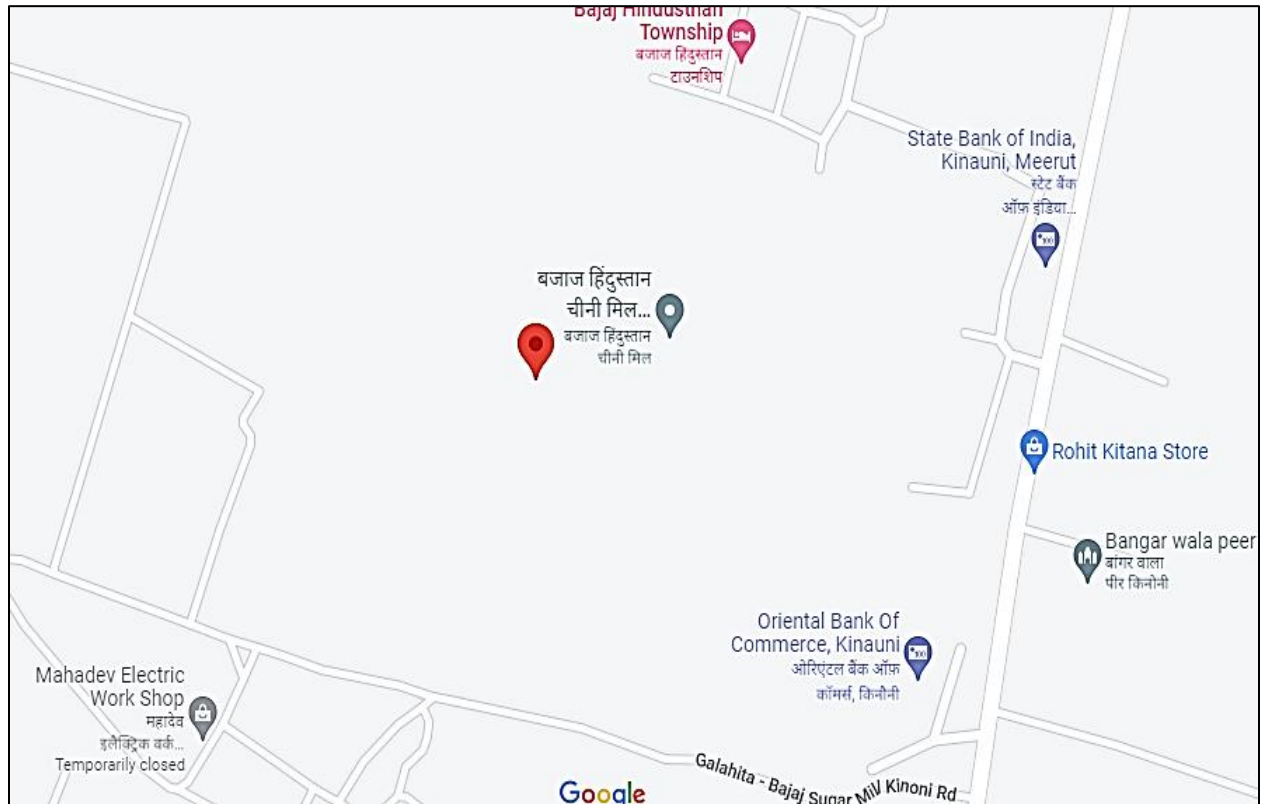 Bajaj Hindusthan
Township
बजाज हिंदुस्तान
टाउनशिप
State Bank of India,
Kinauni, Meerut
स्टेट बैंक
ऑफ़ इंडिया...
बजाज हिंदुस्तान
चीनी मिल...
बजाज हिंदुस्तान
चीनी मिल
Rohit Kitana Store
Bangar wala peer
बांगर वाला
पीर किनोनी
Oriental Bank Of
Commerce, Kinauni
ओरिएंटल बैंक ऑफ़
कॉमर्स, किनौनी
Mahadev Electric
Work Shop
महादेव
इलैक्ट्रिक वर्क...
Temporarily closed
Galahita - Bajaj Sugar Mill Kinoni Rd
Google